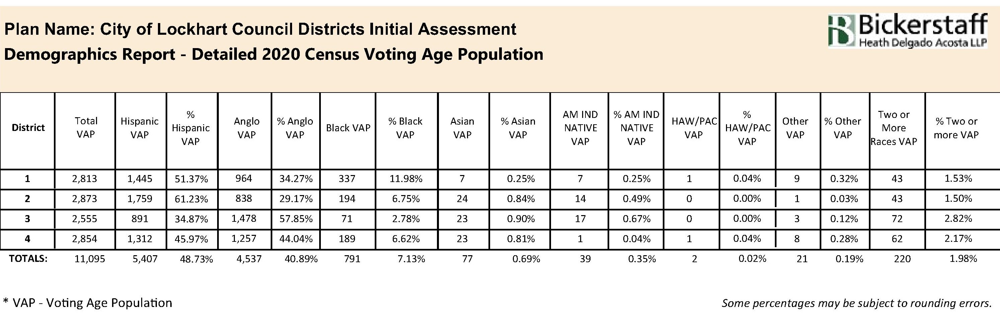 Plan Name: City of Lockhart Council Districts Initial Assessment
Demographics Report - Detailed 2020 Census Voting Age Population
B Bickerstaff
Heath Delgado Acosta LLP
District Total VAP Hispanic VAP % Hispanic VAP Anglo VAP % Anglo VAP Black VAP % Black VAP Asian VAP % Asian VAP AM IND NATIVE VAP % AM IND NATIVE VAP HAW/PAC VAP % HAW/PAC VAP Other VAP % Other VAP Two or More Races VAP % Two or more VAP
1 2,813 1,445 51.37% 964 34.27% 337 11.98% 7 0.25% 7 0.25% 1 0.04% 9 0.32% 43 1.53%
2 2,873 1,759 61.23% 838 29.17% 194 6.75% 24 0.84% 14 0.49% 0 0.00% 1 0.03% 43 1.50%
3 2,555 891 34.87% 1,478 57.85% 71 2.78% 23 0.90% 17 0.67% 0 0.00% 3 0.12% 72 2.82%
4 2,854 1,312 45.97% 1,257 44.04% 189 6.62% 23 0.81% 1 0.04% 1 0.04% 8 0.28% 62 2.17%
TOTALS: 11,095 5,407 48.73% 4,537 40.89% 791 7.13% 77 0.69% 39 0.35% 2 0.02% 21 0.19% 220 1.98%
* VAP - Voting Age Population
Some percentages may be subject to rounding errors.